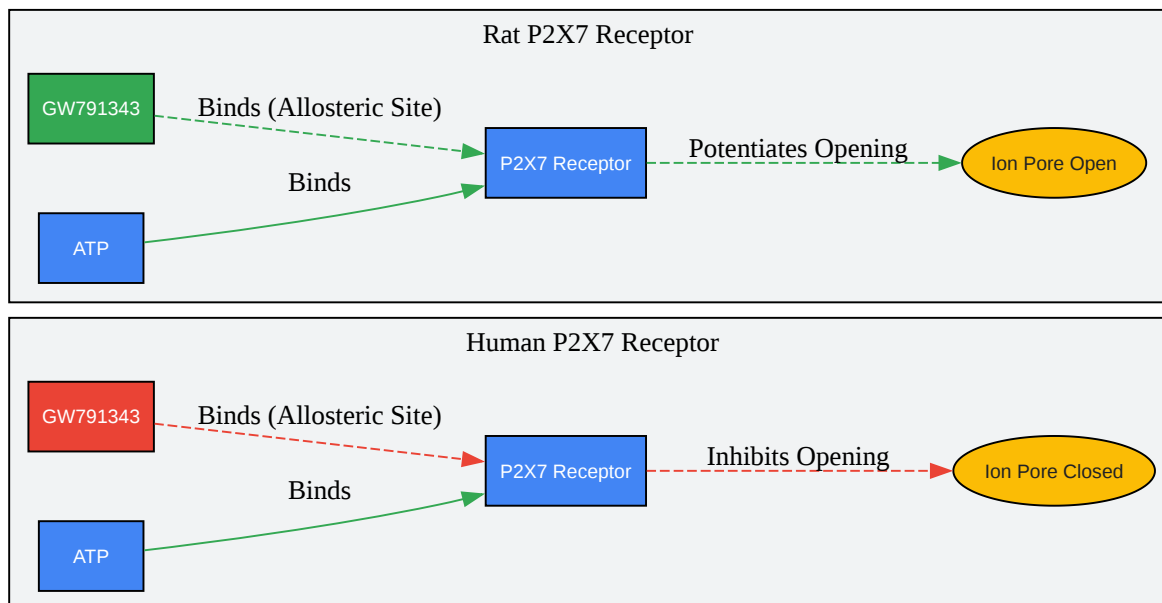 Rat P2X7 Receptor
GW791343
Binds (Allosteric Site)
P2X7 Receptor
Potentiates Opening
Ion Pore Open
Binds
ATP
Human P2X7 Receptor
GW791343
Binds (Allosteric Site)
P2X7 Receptor
Inhibits Opening
Ion Pore Closed
Binds
ATP